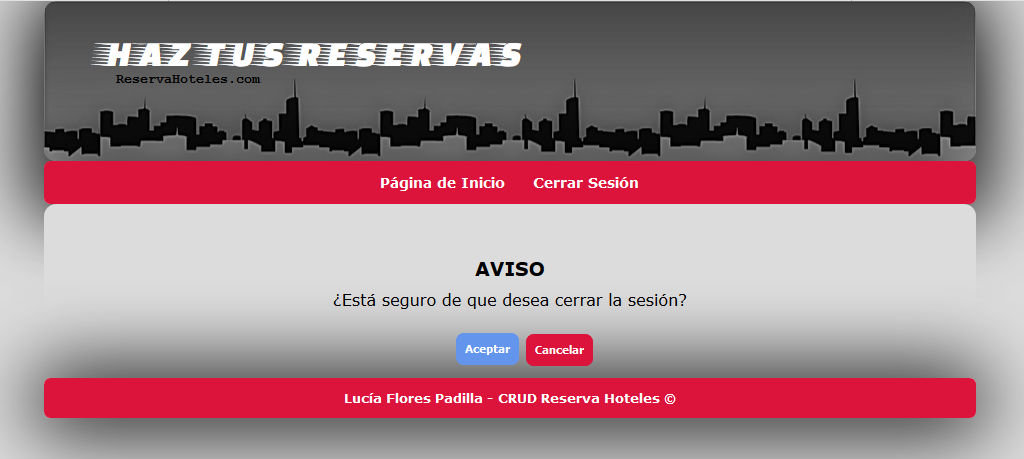 HAZ TUS RESERVAS
ReservaHoteles.com
Página de Inicio Cerrar Sesión
AVISO
¿Está seguro de que desea cerrar la sesión?
Aceptar Cancelar
Lucía Flores Padilla - CRUD Reserva Hoteles ©